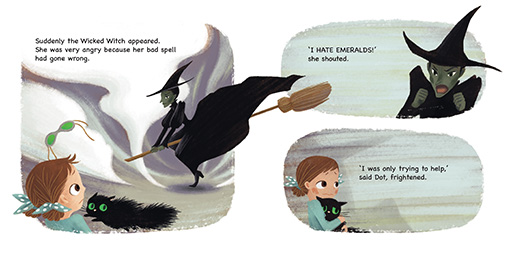 Suddenly the Wicked Witch appeared.
She was very angry because her bad spell
had gone wrong.
'I HATE EMERALDS!'
she shouted.
'I was only trying to help,'
said Dot, frightened.